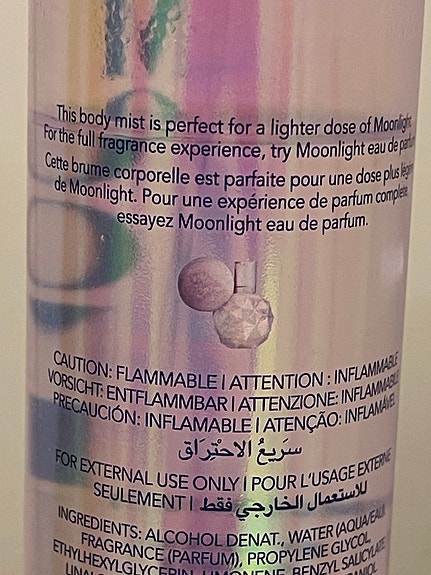 This body mist is perfect for a lighter dose of Moonlight.
For the full fragrance experience, try Moonlight eau de parfum.
Cette brume corporelle est parfaite pour une dose plus légère
de Moonlight. Pour une expérience de parfum complète,
essayez Moonlight eau de parfum.
CAUTION: FLAMMABLE | ATTENTION : INFLAMMABLE
VORSICHT: ENTFLAMMBAR | ATTENZIONE: INFLAMMABILE
PRECAUCIÓN: INFLAMABLE | ATENÇÃO: INFLAMÁVEL
سَريعُ الاحْتِرَاق
FOR EXTERNAL USE ONLY | POUR L'USAGE EXTERNE
SEULEMENT | للاستعمال الخارجي فقط
INGREDIENTS: ALCOHOL DENAT., WATER (AQUA/EAU),
FRAGRANCE (PARFUM), PROPYLENE GLYCOL,
ETHYLHEXYLGLYCERIN, LIMONENE, BENZYL SALICYLATE,